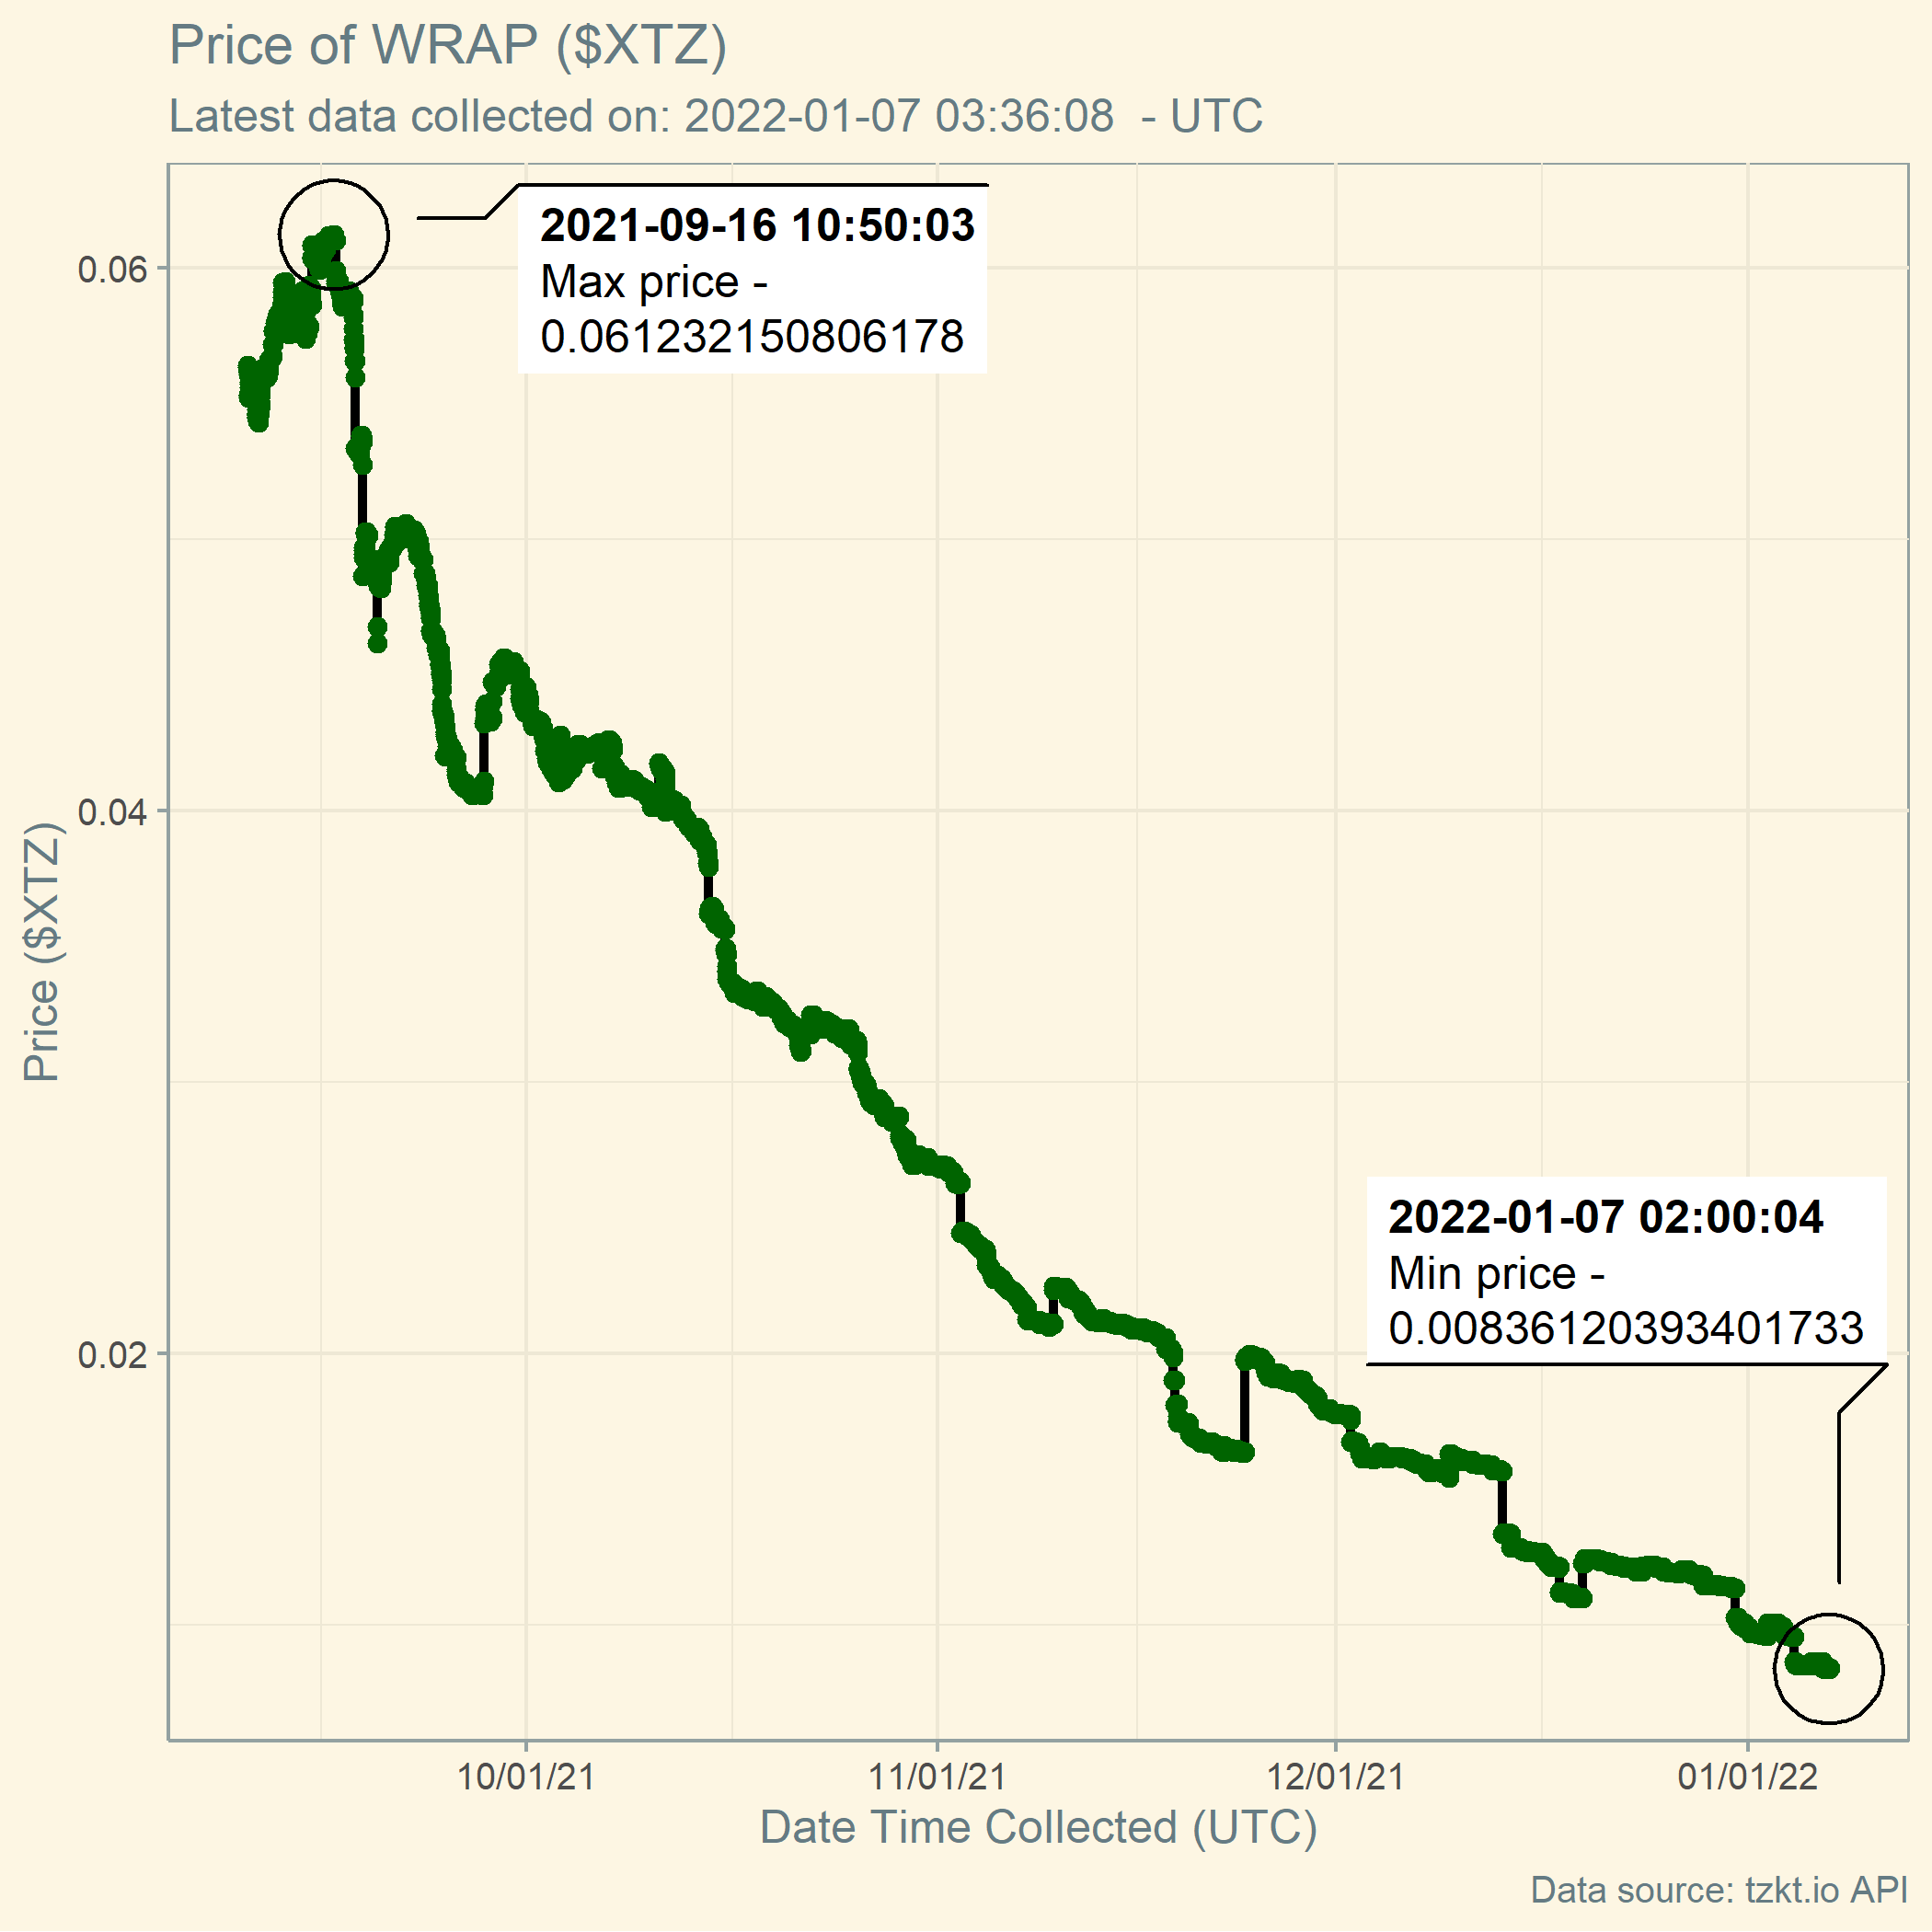 Price of WRAP ($XTZ)
Latest data collected on: 2022-01-07 03:36:08  - UTC
2021-09-16 10:50:03
Max price -
0.061232150806178
0.06
0.04
0.02
Price ($XTZ)
2022-01-07 02:00:04
Min price -
0.00836120393401733
10/01/21
11/01/21
12/01/21
01/01/22
Date Time Collected (UTC)
Data source: tzkt.io API